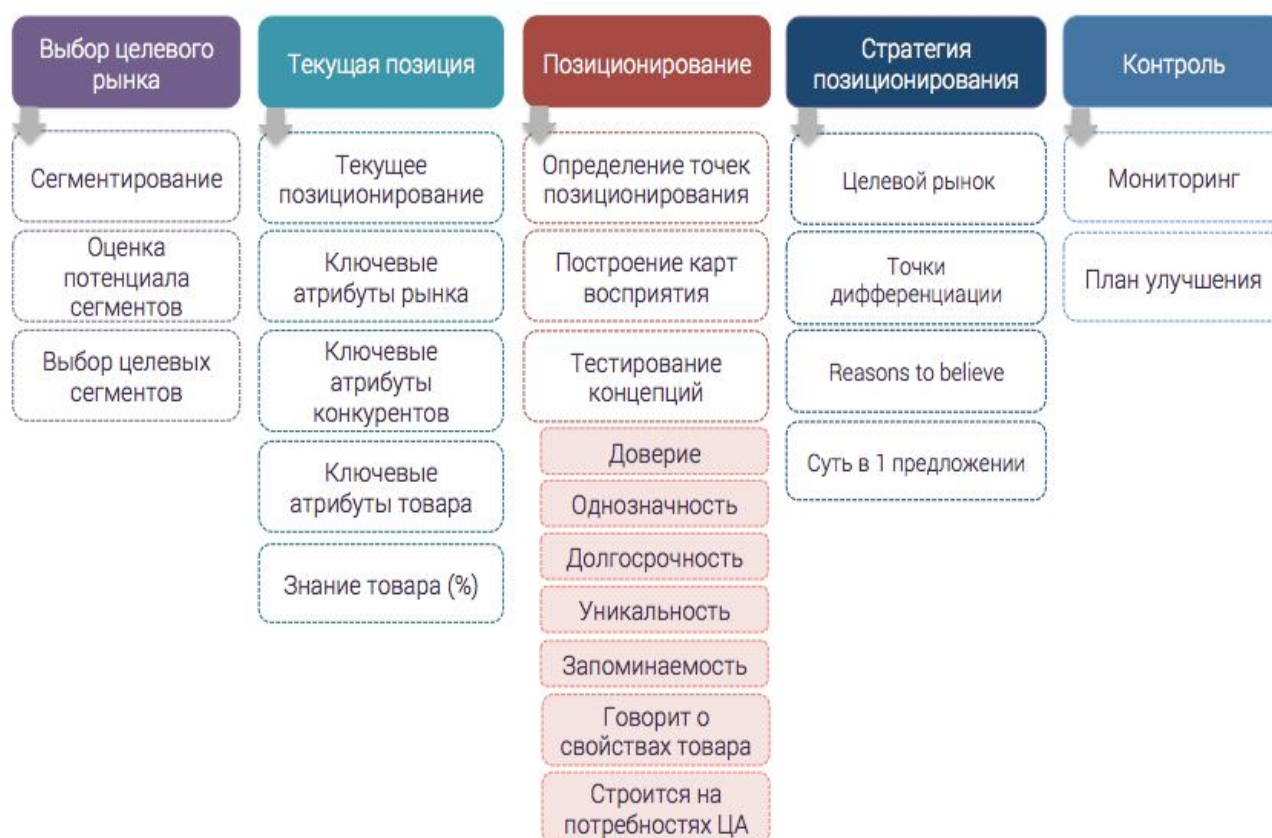 Выбор целевого
рынка
Сегментирование
Оценка
потенциала
сегментов
Выбор целевых
сегментов
Текущая позиция
Текущее
позиционирование
Ключевые
атрибуты рынка
Ключевые
атрибуты
конкурентов
Ключевые
атрибуты товара
Знание товара (%)
Позиционирование
Определение точек
позиционирования
Построение карт
восприятия
Тестирование
концепций
Доверие
Однозначность
Долгосрочность
Уникальность
Запоминаемость
Говорит о
свойствах товара
Строится на
потребностях ЦА
Стратегия
позиционирования
Целевой рынок
Точки
дифференциации
Reasons to believe
Суть в 1 предложении
Контроль
Мониторинг
План улучшения